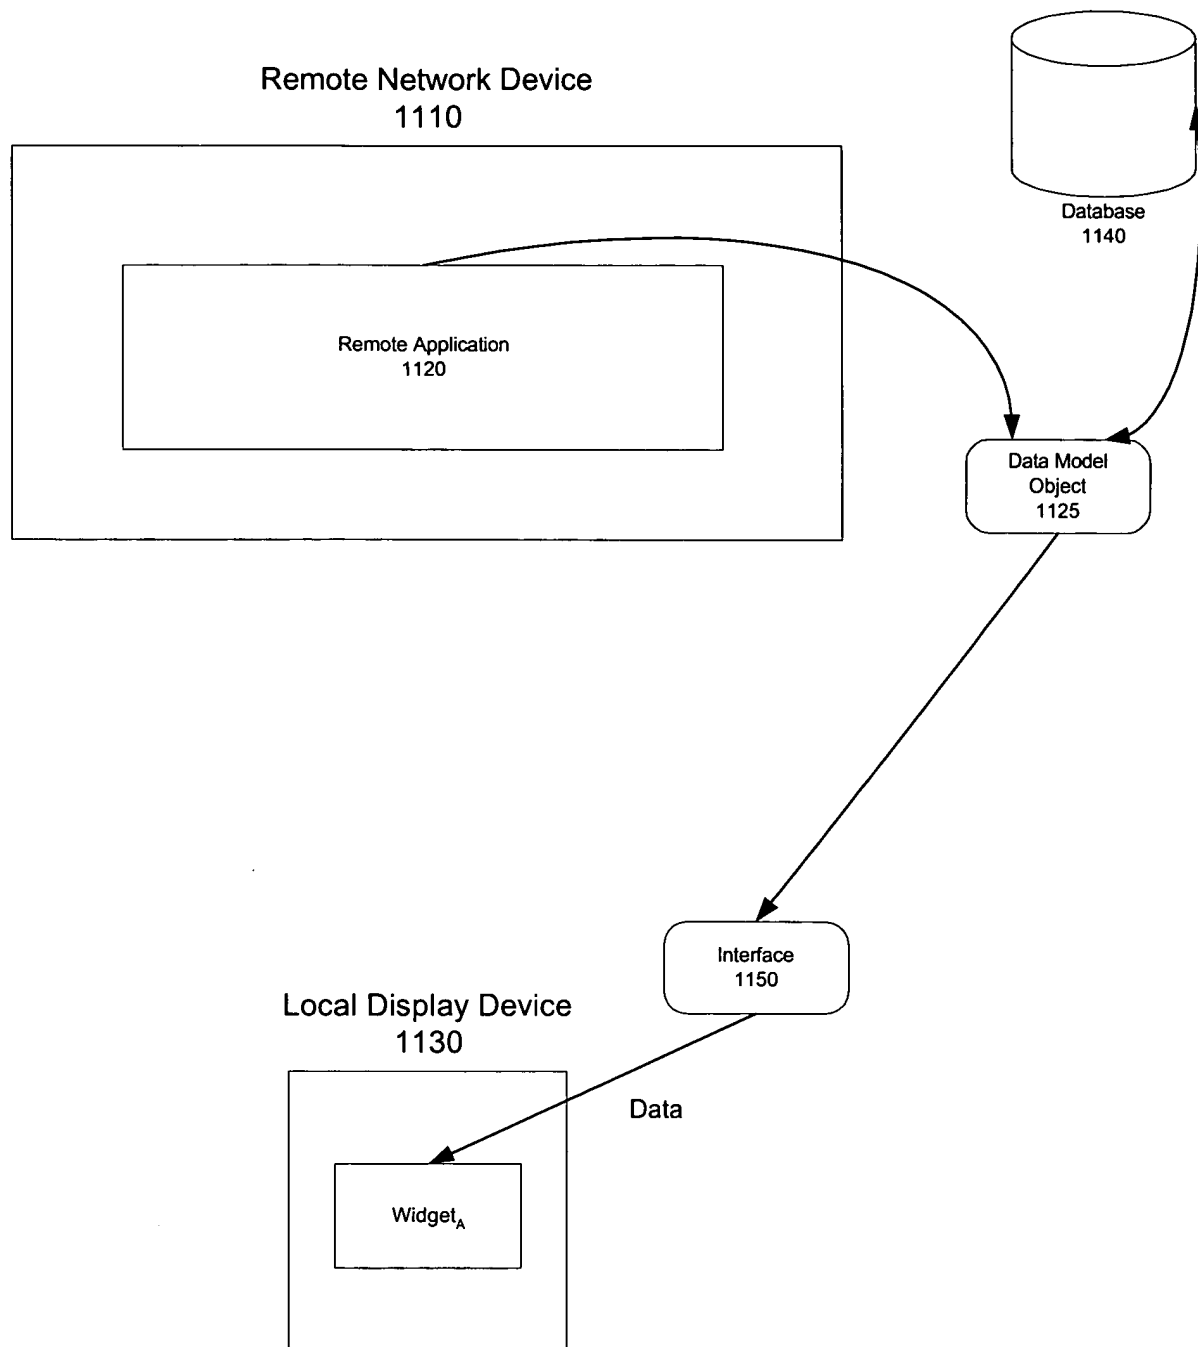 Remote Network Device
1110
Database
1140
Remote Application
1120
Data Model
Object
1125
Interface
1150
Local Display Device
1130
Data
WidgetA